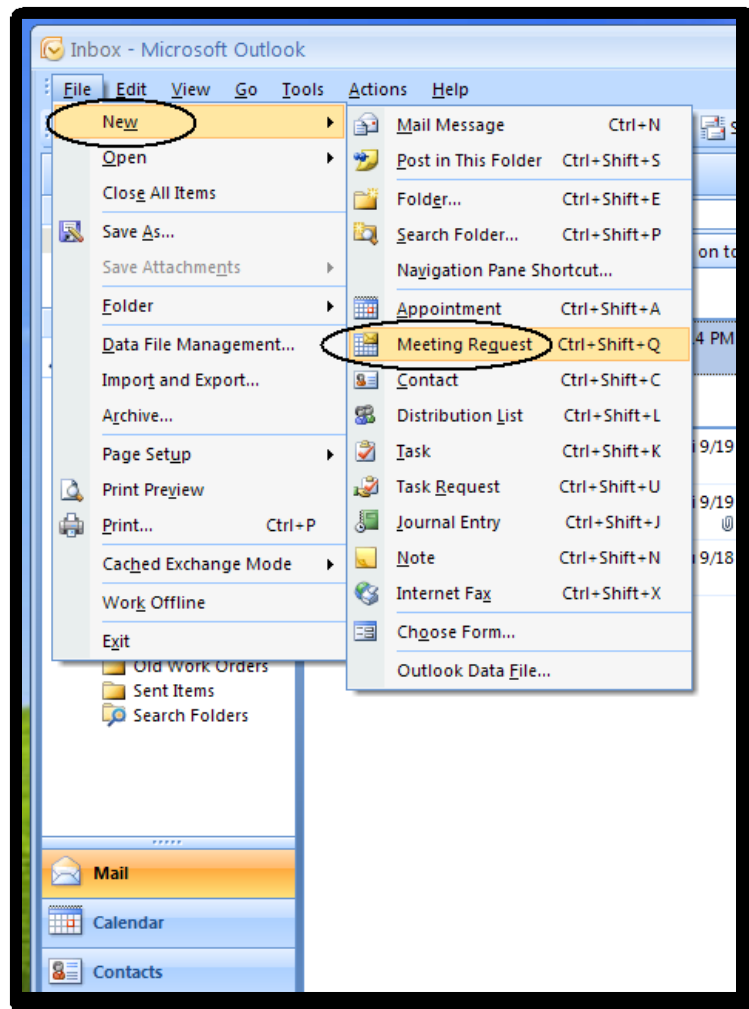 Inbox - Microsoft Outlook
File Edit View Go Tools Actions Help
New
Open
Close All Items
Save As...
Save Attachments
Folder
Data File Management...
Import and Export...
Archive...
Page Setup
Print Preview
Print... Ctrl+P
Cached Exchange Mode
Work Offline
Exit
Mail Message Ctrl+N
Post in This Folder Ctrl+Shift+S
Folder... Ctrl+Shift+E
Search Folder... Ctrl+Shift+P
Navigation Pane Shortcut...
Appointment Ctrl+Shift+A
Meeting Request Ctrl+Shift+Q
Contact Ctrl+Shift+C
Distribution List Ctrl+Shift+L
Task Ctrl+Shift+K
Task Request Ctrl+Shift+U
Journal Entry Ctrl+Shift+J
Note Ctrl+Shift+N
Internet Fax Ctrl+Shift+X
Choose Form...
Outlook Data File...
on to
4 PM
9/19
9/19
9/18
Old Work Orders
Sent Items
Search Folders
Mail
Calendar
Contacts